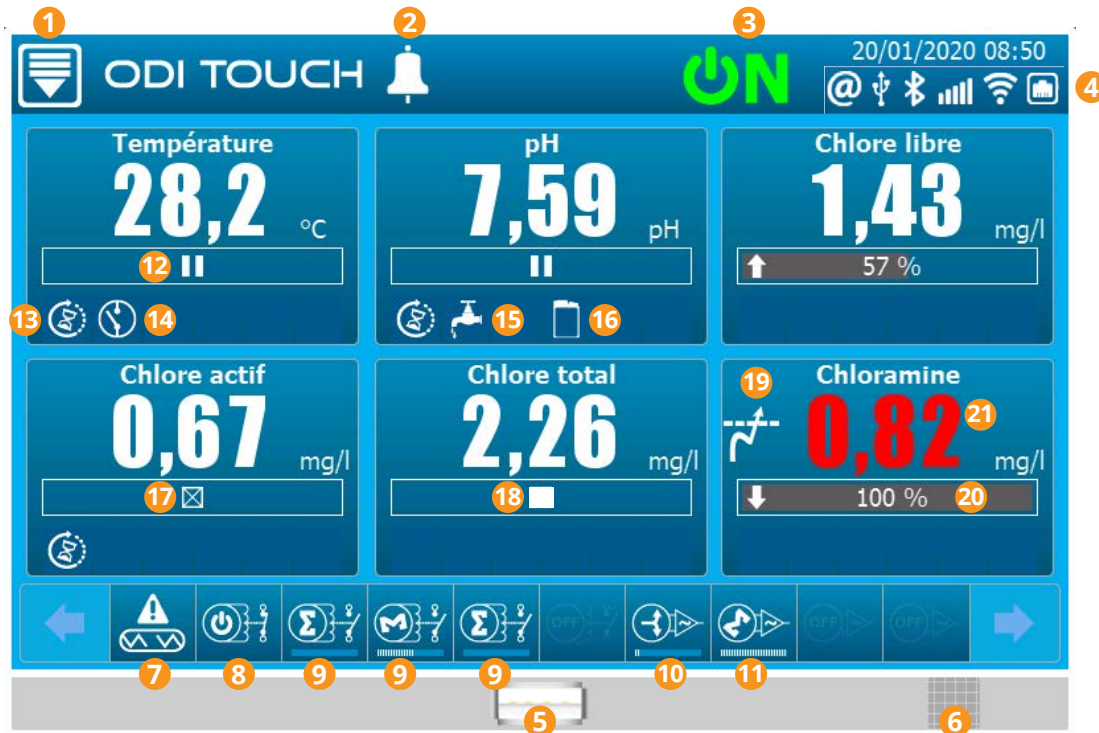 1 2 3
ODI TOUCH ON 20/01/2020 08:50
@ 4
Température pH Chlore libre
28,2 °C 7,59 pH 1,43 mg/l
12 57 %
13 14 15 16
Chlore actif Chlore total 19 Chloramine
0,67 mg/l 2,26 mg/l 0,82 21 mg/l
17 18 100 % 20
Σ M Σ OFF OFF OFF
7 8 9 9 9 10 11
5 6